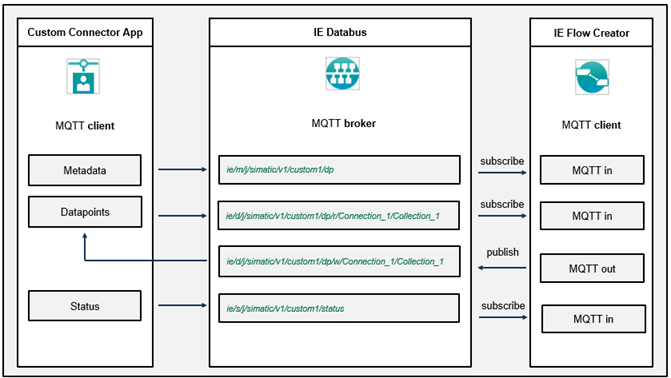 Custom Connector App
IE Databus
IE Flow Creator
MQTT client
MQTT broker
MQTT client
Metadata
ie/m/j/simatic/v1/custom1/dp
subscribe
MQTT in
Datapoints
ie/d/j/simatic/v1/custom1/dp/r/Connection_1/Collection_1
subscribe
MQTT in
ie/d/j/simatic/v1/custom1/dp/w/Connection_1/Collection_1
publish
MQTT out
Status
ie/s/j/simatic/v1/custom1/status
subscribe
MQTT in